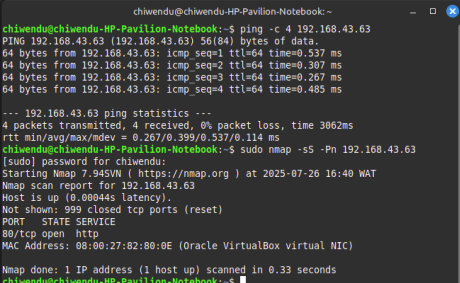 chiwendu@chiwendu-HP-Pavilion-Notebook: ~
chiwendu@chiwendu-HP-Pavilion-Notebook:~$ ping -c 4 192.168.43.63
PING 192.168.43.63 (192.168.43.63) 56(84) bytes of data.
64 bytes from 192.168.43.63: icmp_seq=1 ttl=64 time=0.537 ms
64 bytes from 192.168.43.63: icmp_seq=2 ttl=64 time=0.307 ms
64 bytes from 192.168.43.63: icmp_seq=3 ttl=64 time=0.267 ms
64 bytes from 192.168.43.63: icmp_seq=4 ttl=64 time=0.485 ms

--- 192.168.43.63 ping statistics ---
4 packets transmitted, 4 received, 0% packet loss, time 3062ms
rtt min/avg/max/mdev = 0.267/0.399/0.537/0.114 ms
chiwendu@chiwendu-HP-Pavilion-Notebook:~$ sudo nmap -sS -Pn 192.168.43.63
[sudo] password for chiwendu:
Starting Nmap 7.94SVN ( https://nmap.org ) at 2025-07-26 16:40 WAT
Nmap scan report for 192.168.43.63
Host is up (0.00044s latency).
Not shown: 999 closed tcp ports (reset)
PORT   STATE SERVICE
80/tcp open  http
MAC Address: 08:00:27:82:80:0E (Oracle VirtualBox virtual NIC)

Nmap done: 1 IP address (1 host up) scanned in 0.33 seconds
chiwendu@chiwendu-HP-Pavilion-Notebook:~$